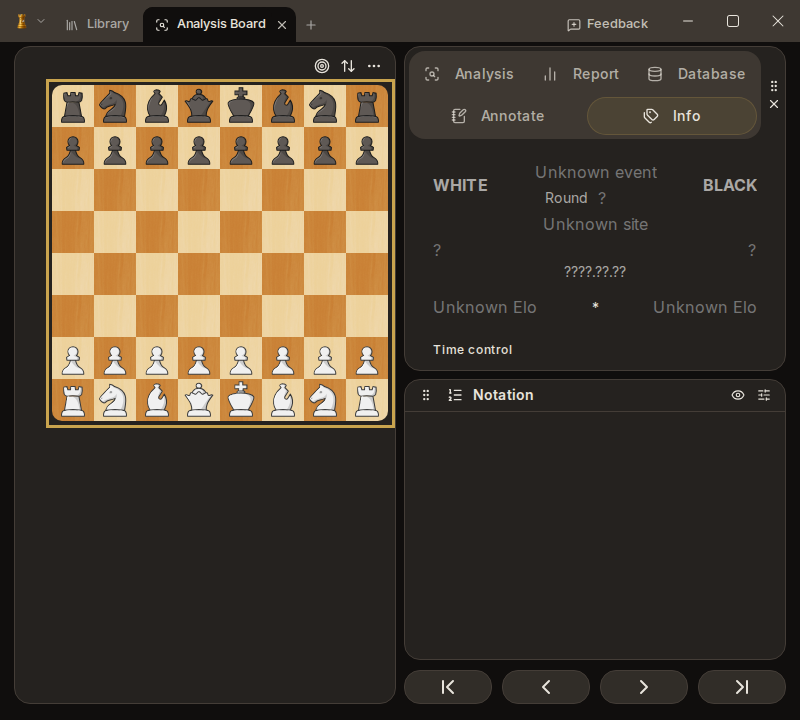 Library
Analysis Board
Feedback
Analysis
Report
Database
Annotate
Info
Unknown event
WHITE
BLACK
Round ?
Unknown site
?
?
????.??.??
Unknown Elo
*
Unknown Elo
Time control
Notation